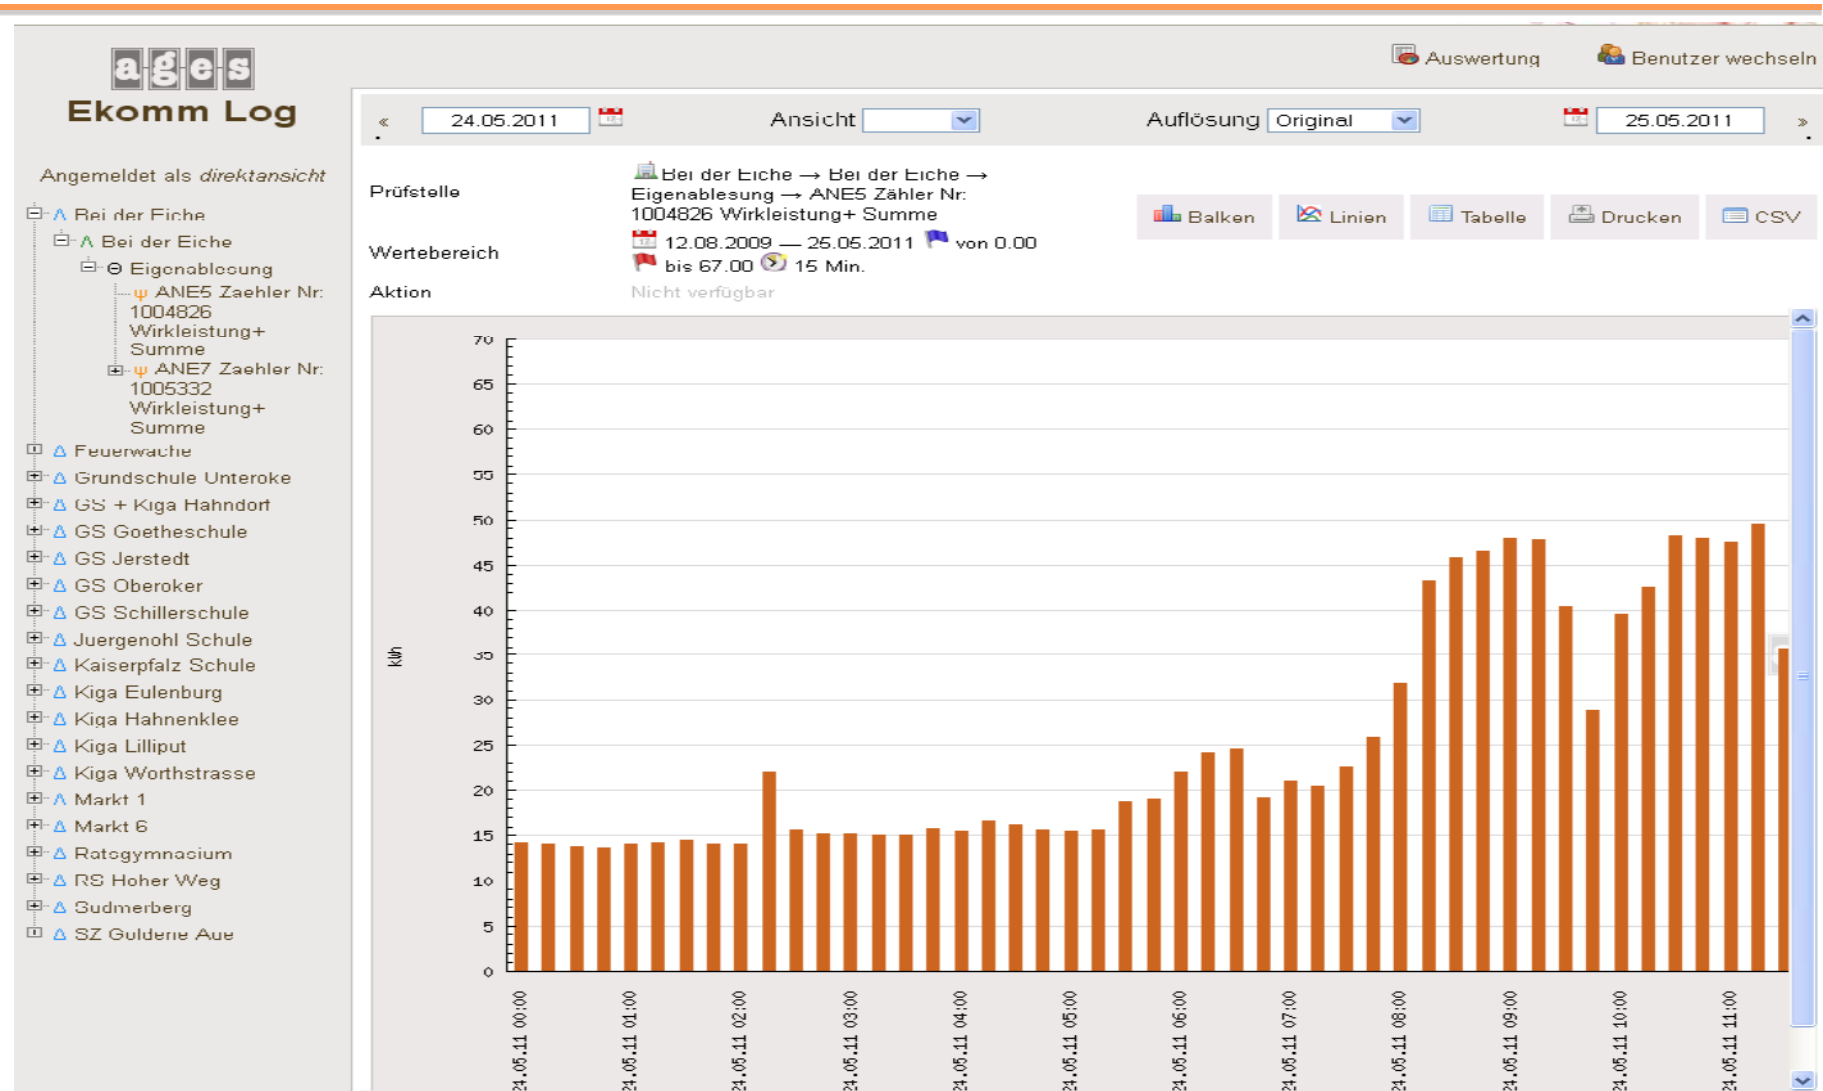 ages
Ekomm Log
Angemeldet als direktansicht
Bei der Eiche
Bei der Eiche
Eigenablesung
ANE5 Zaehler Nr:
1004826
Wirkleistung+
Summe
ANE7 Zaehler Nr:
1005332
Wirkleistung+
Summe
Feuerwache
Grundschule Unteroke
GS + Kiga Hahndorf
GS Goetheschule
GS Jerstedt
GS Oberoker
GS Schillerschule
Juergenohl Schule
Kaiserpfalz Schule
Kiga Eulenburg
Kiga Hahnenklee
Kiga Lilliput
Kiga Worthstrasse
Markt 1
Markt 6
Ratsgymnasium
RS Hoher Weg
Sudmerberg
SZ Goldene Aue
Auswertung Benutzer wechseln
« 24.05.2011 Ansicht Auflösung Original 25.05.2011 »
Prüfstelle
Bei der Eiche → Bei der Eiche →
Eigenablesung → ANE5 Zähler Nr:
1004826 Wirkleistung+ Summe
Wertebereich
12.08.2009 — 25.05.2011 von 0.00
bis 67.00 15 Min.
Aktion Nicht verfügbar
Balken Linien Tabelle Drucken CSV
70
65
60
55
50
45
40
35
30
25
20
15
10
5
0
kWh
24.05.11 00:00
24.05.11 01:00
24.05.11 02:00
24.05.11 03:00
24.05.11 04:00
24.05.11 05:00
24.05.11 06:00
24.05.11 07:00
24.05.11 08:00
24.05.11 09:00
24.05.11 10:00
24.05.11 11:00